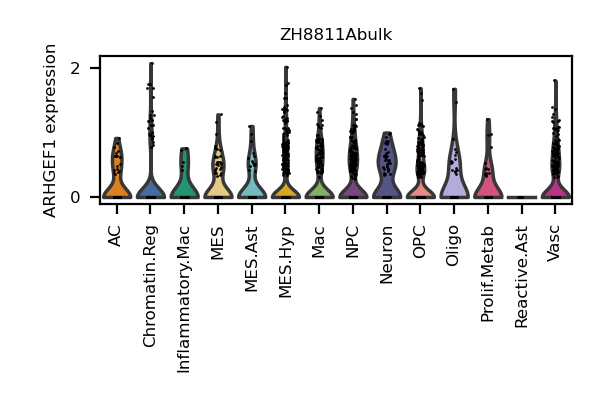 ZH8811Abulk
ARHGEF1 expression
2
0
AC
Chromatin.Reg
Inflammatory.Mac
MES
MES.Ast
MES.Hyp
Mac
NPC
Neuron
OPC
Oligo
Prolif.Metab
Reactive.Ast
Vasc